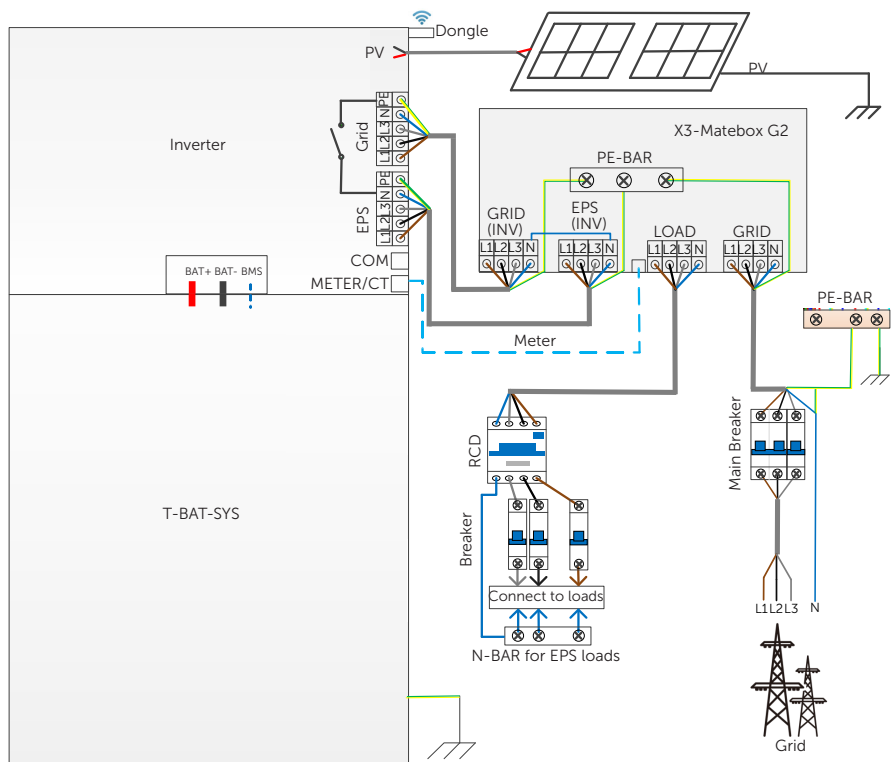 Dongle
PV
PV
X3-Matebox G2
PE-BAR
Inverter
Grid
PE
N
L3
L2
L1
EPS
PE
N
L3
L2
L1
GRID
(INV)
EPS
(INV)
LOAD
GRID
L1 L2 L3 N
L1 L2 L3 N
L1 L2 L3 N
L1 L2 L3 N
COM
METER/CT
BAT+ BAT- BMS
PE-BAR
Meter
RCD
Main Breaker
T-BAT-SYS
Breaker
Connect to loads
L1 L2 L3 N
N-BAR for EPS loads
Grid